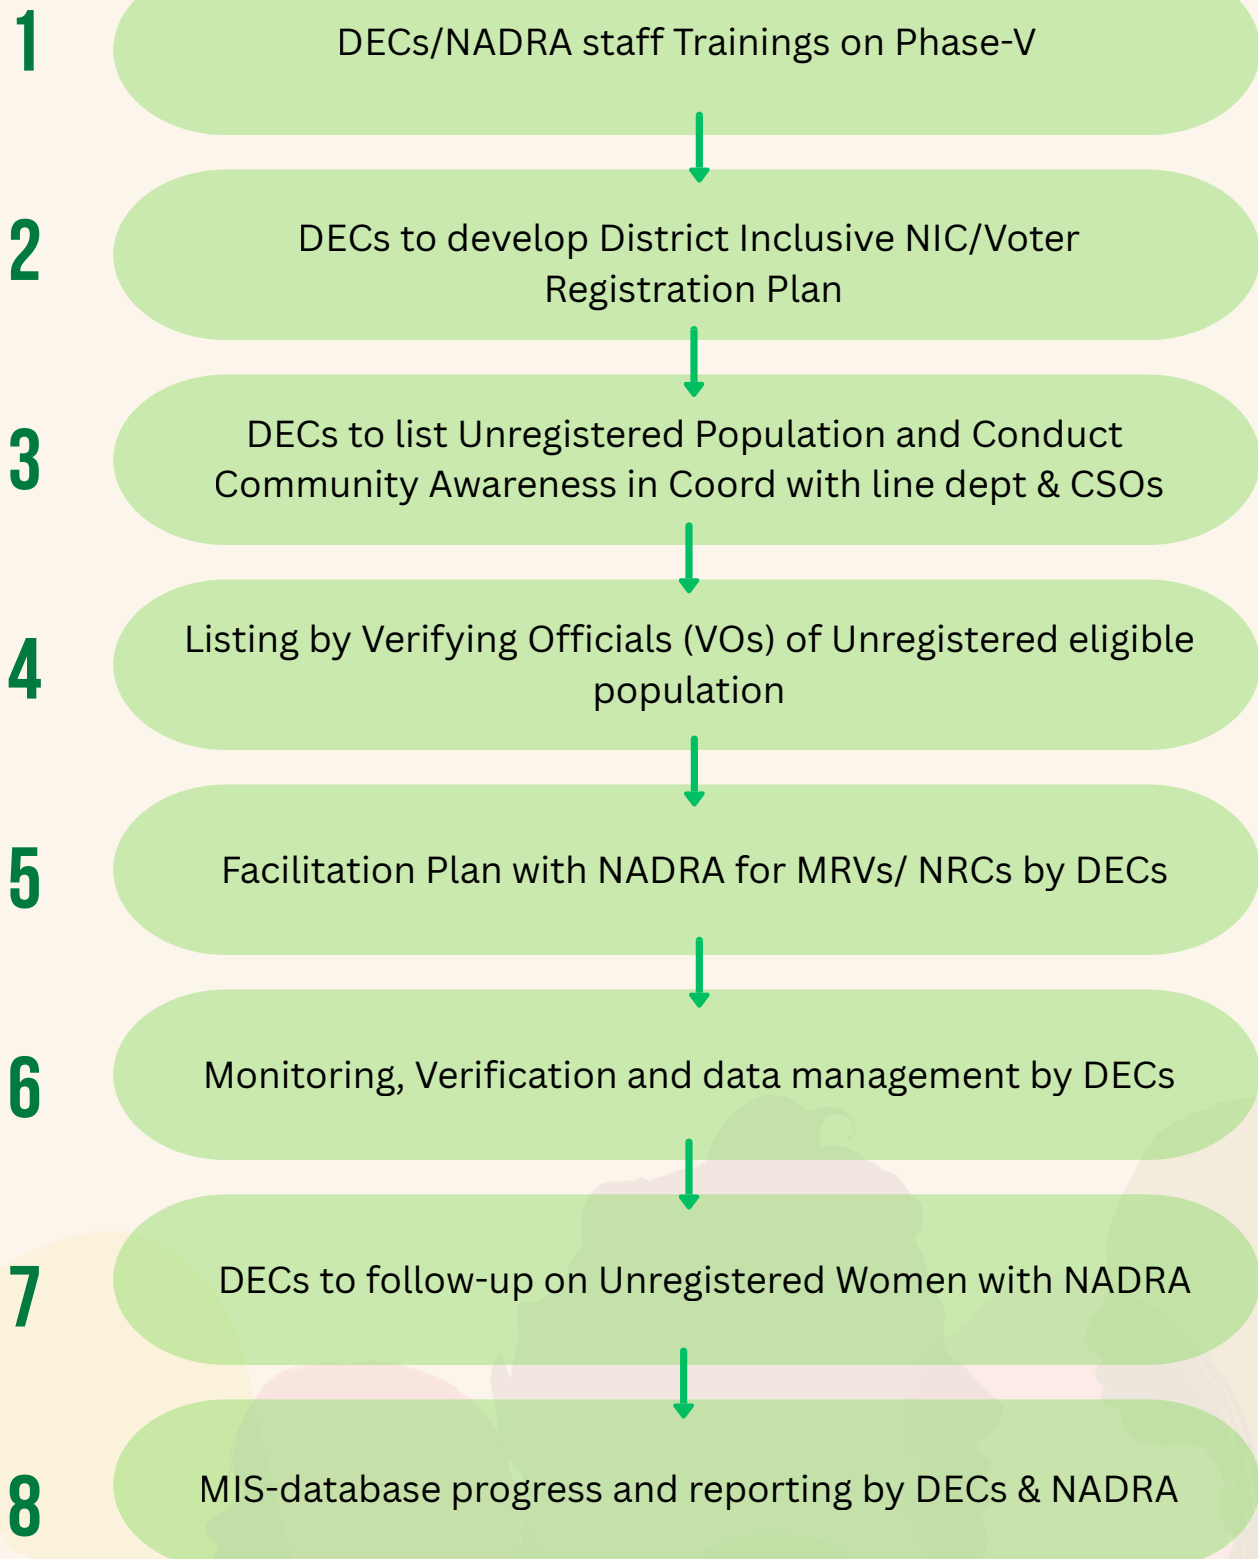 1
DECs/NADRA staff Trainings on Phase-V
2
DECs to develop District Inclusive NIC/Voter
Registration Plan
3
DECs to list Unregistered Population and Conduct
Community Awareness in Coord with line dept & CSOs
4
Listing by Verifying Officials (VOs) of Unregistered eligible
population
5
Facilitation Plan with NADRA for MRVs/ NRCs by DECs
6
Monitoring, Verification and data management by DECs
7
DECs to follow-up on Unregistered Women with NADRA
8
MIS-database progress and reporting by DECs & NADRA